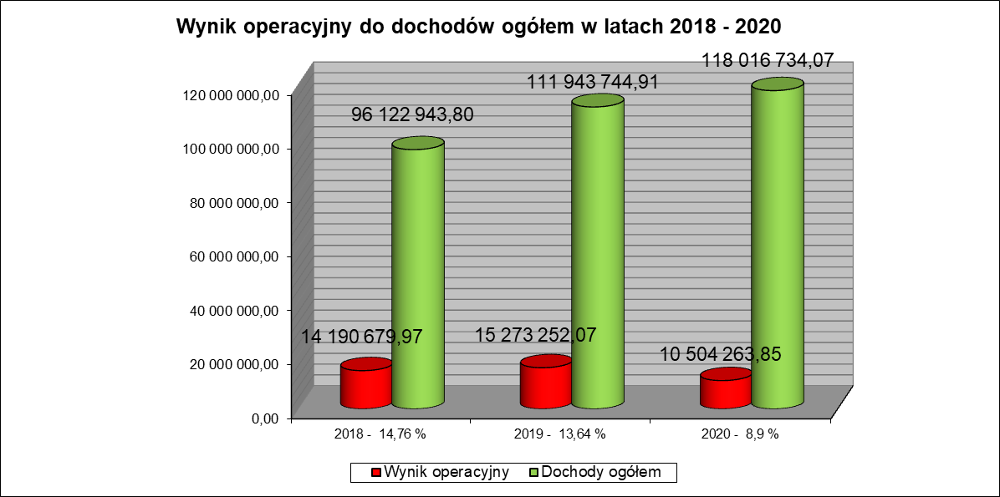 Wynik operacyjny do dochodów ogółem w latach 2018 - 2020
118 016 734,07
111 943 744,91
96 122 943,80
120 000 000,00
100 000 000,00
80 000 000,00
60 000 000,00
40 000 000,00
20 000 000,00
0,00
14 190 679,97
15 273 252,07
10 504 263,85
2018 - 14,76 %
2019 - 13,64 %
2020 - 8,9 %
Wynik operacyjny
Dochody ogółem